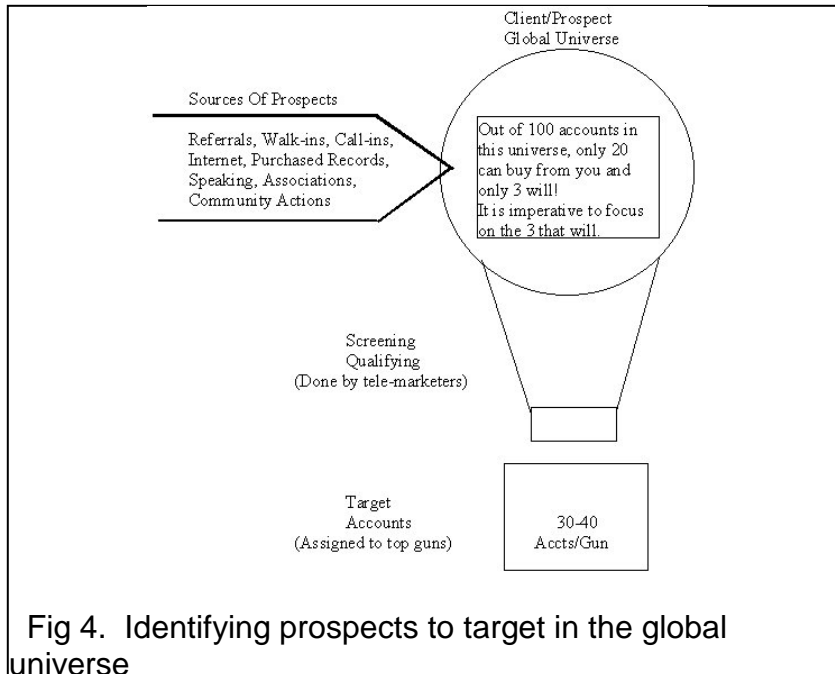 Client/Prospect
Global Universe
Sources Of Prospects
Referrals, Walk-ins, Call-ins,
Internet, Purchased Records,
Speaking, Associations,
Community Actions
Out of 100 accounts in
this universe, only 20
can buy from you and
only 3 will!
It is imperative to focus
on the 3 that will.
Screening
Qualifying
(Done by tele-marketers)
Target
Accounts
(Assigned to top guns)
30-40
Accts/Gun
Fig 4. Identifying prospects to target in the global
universe